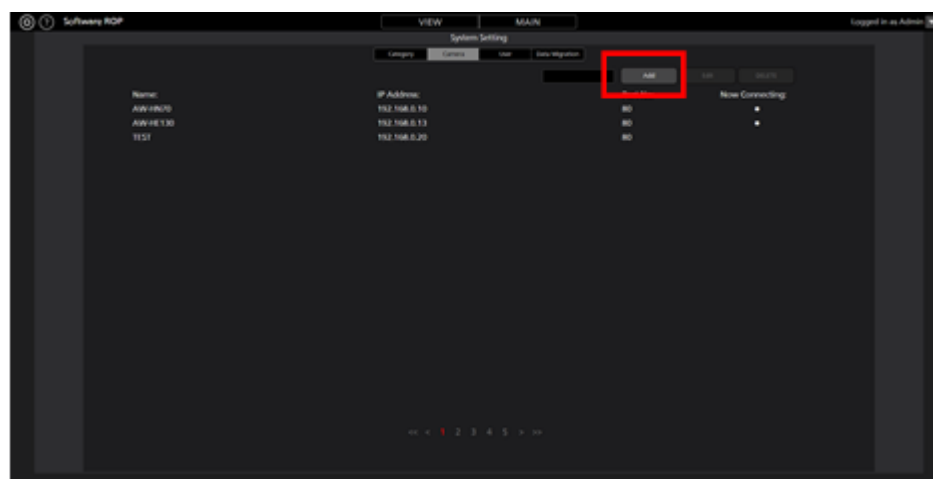 Software ROP VIEW MAIN Logged in as Admin
System Setting
Category Camera User Data Migration
Add Edit DELETE
Name: IP Address: Now Connecting:
AW-HN70 192.168.0.10 80
AW-HE130 192.168.0.13 80
TEST 192.168.0.20 80
<< < 1 2 3 4 5 > >>